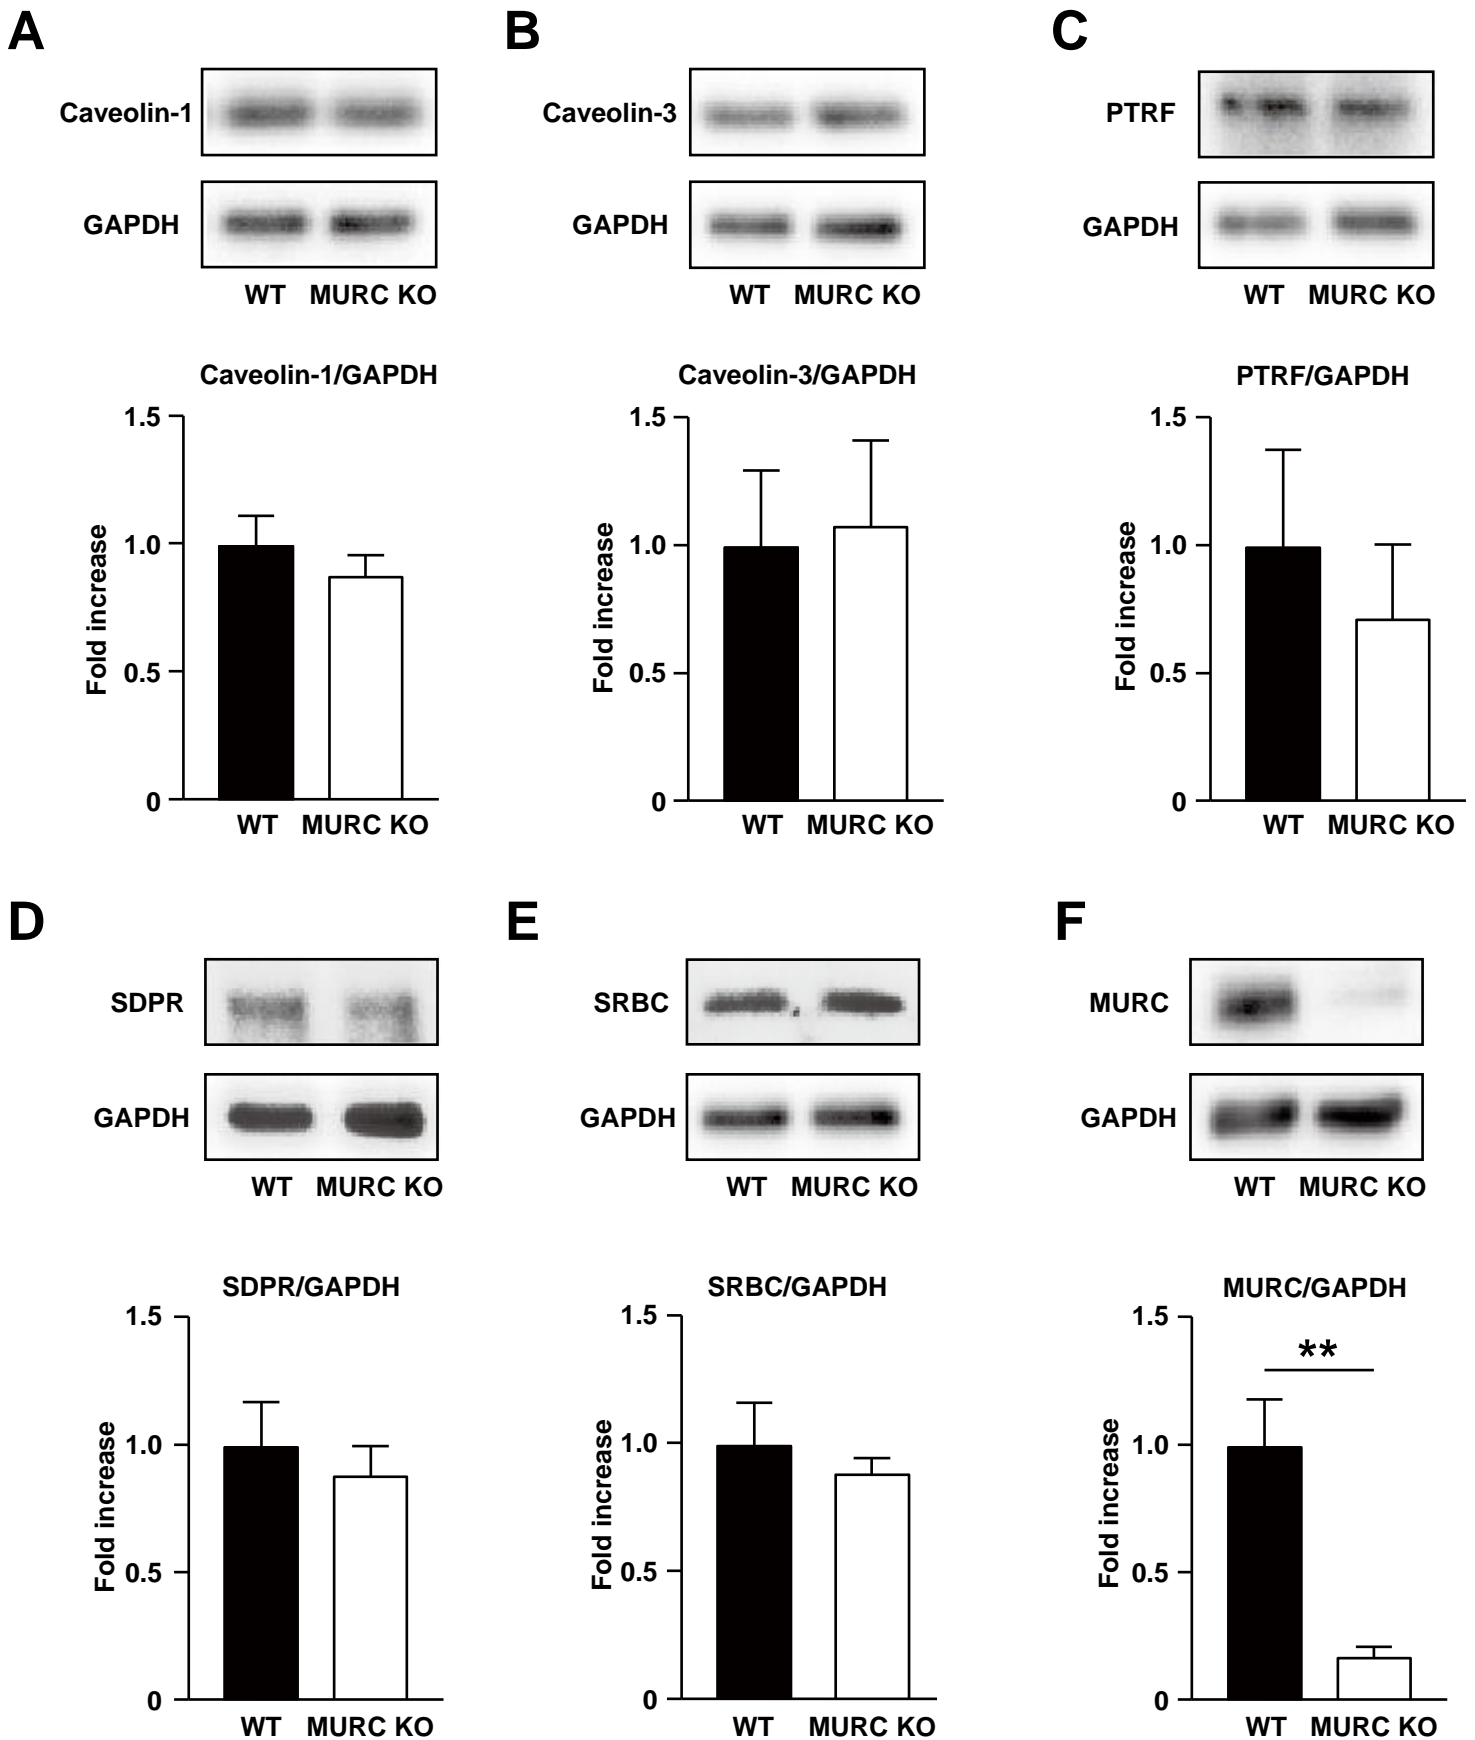 A
B
C
Caveolin-1
Caveolin-3
PTRF
GAPDH
GAPDH
GAPDH
WT MURC KO
WT MURC KO
WT MURC KO
Caveolin-1/GAPDH
1.5
1.0
0.5
0
Fold increase
WT MURC KO
Caveolin-3/GAPDH
1.5
1.0
0.5
0
Fold increase
WT MURC KO
PTRF/GAPDH
1.5
1.0
0.5
0
Fold increase
WT MURC KO
D
E
F
SDPR
SRBC
MURC
GAPDH
GAPDH
GAPDH
WT MURC KO
WT MURC KO
WT MURC KO
SDPR/GAPDH
1.5
1.0
0.5
0
Fold increase
WT MURC KO
SRBC/GAPDH
1.5
1.0
0.5
0
Fold increase
WT MURC KO
MURC/GAPDH
1.5
1.0
0.5
0
Fold increase
**
WT MURC KO